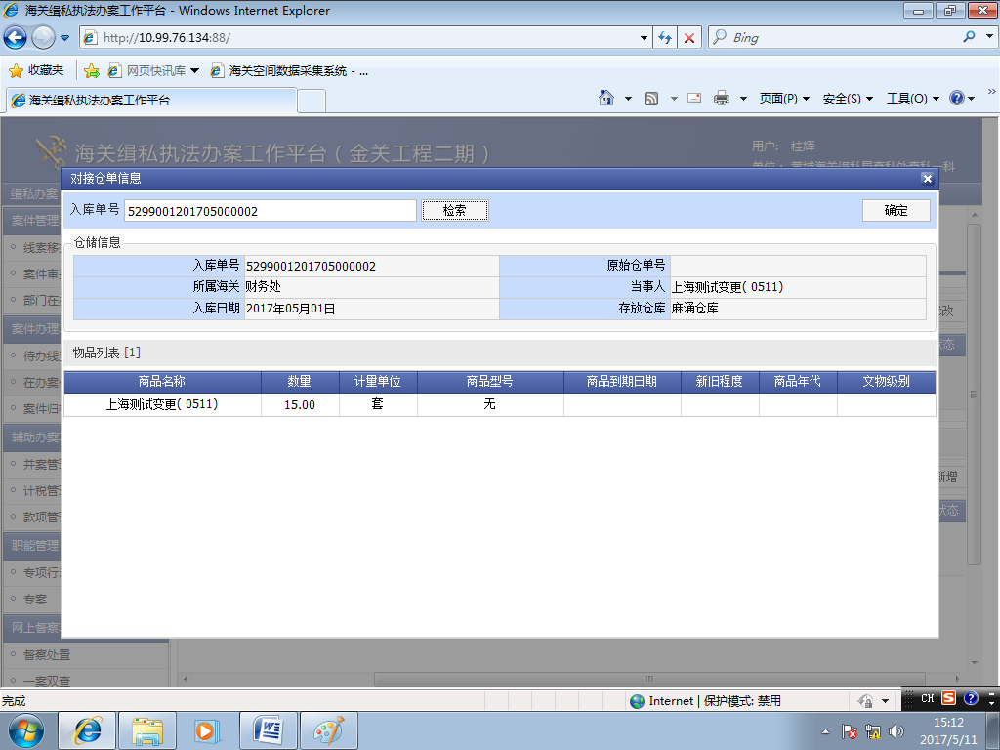 海关缉私执法办案工作平台 - Windows Internet Explorer
http://10.99.76.134:88/
Bing
收藏夹
网页快讯库
海关空间数据采集系统 - ...
海关缉私执法办案工作平台
页面(P)
安全(S)
工具(O)
海关缉私执法办案工作平台（金关工程二期）
用户: 桂辉
缉私办案
对接仓单信息
入库单号 5299001201705000002 检索 确定
仓储信息
入库单号 5299001201705000002 原始仓单号
所属海关 财务处 当事人 上海测试变更( 0511)
入库日期 2017年05月01日 存放仓库 麻涌仓库
物品列表 [1]
商品名称 数量 计量单位 商品型号 商品到期日期 新旧程度 商品年代 文物级别
上海测试变更( 0511) 15.00 套 无
案件管理
线索移
案件审
部门在
案件办理
待办线
在办案
案件归
辅助办案
并案管
计税管
款项管
职能管理
专项行
专案
网上督察
督察处置
一案双查
改
状态
新增
状态
完成
Internet | 保护模式: 禁用
CH
15:12
2017/5/11